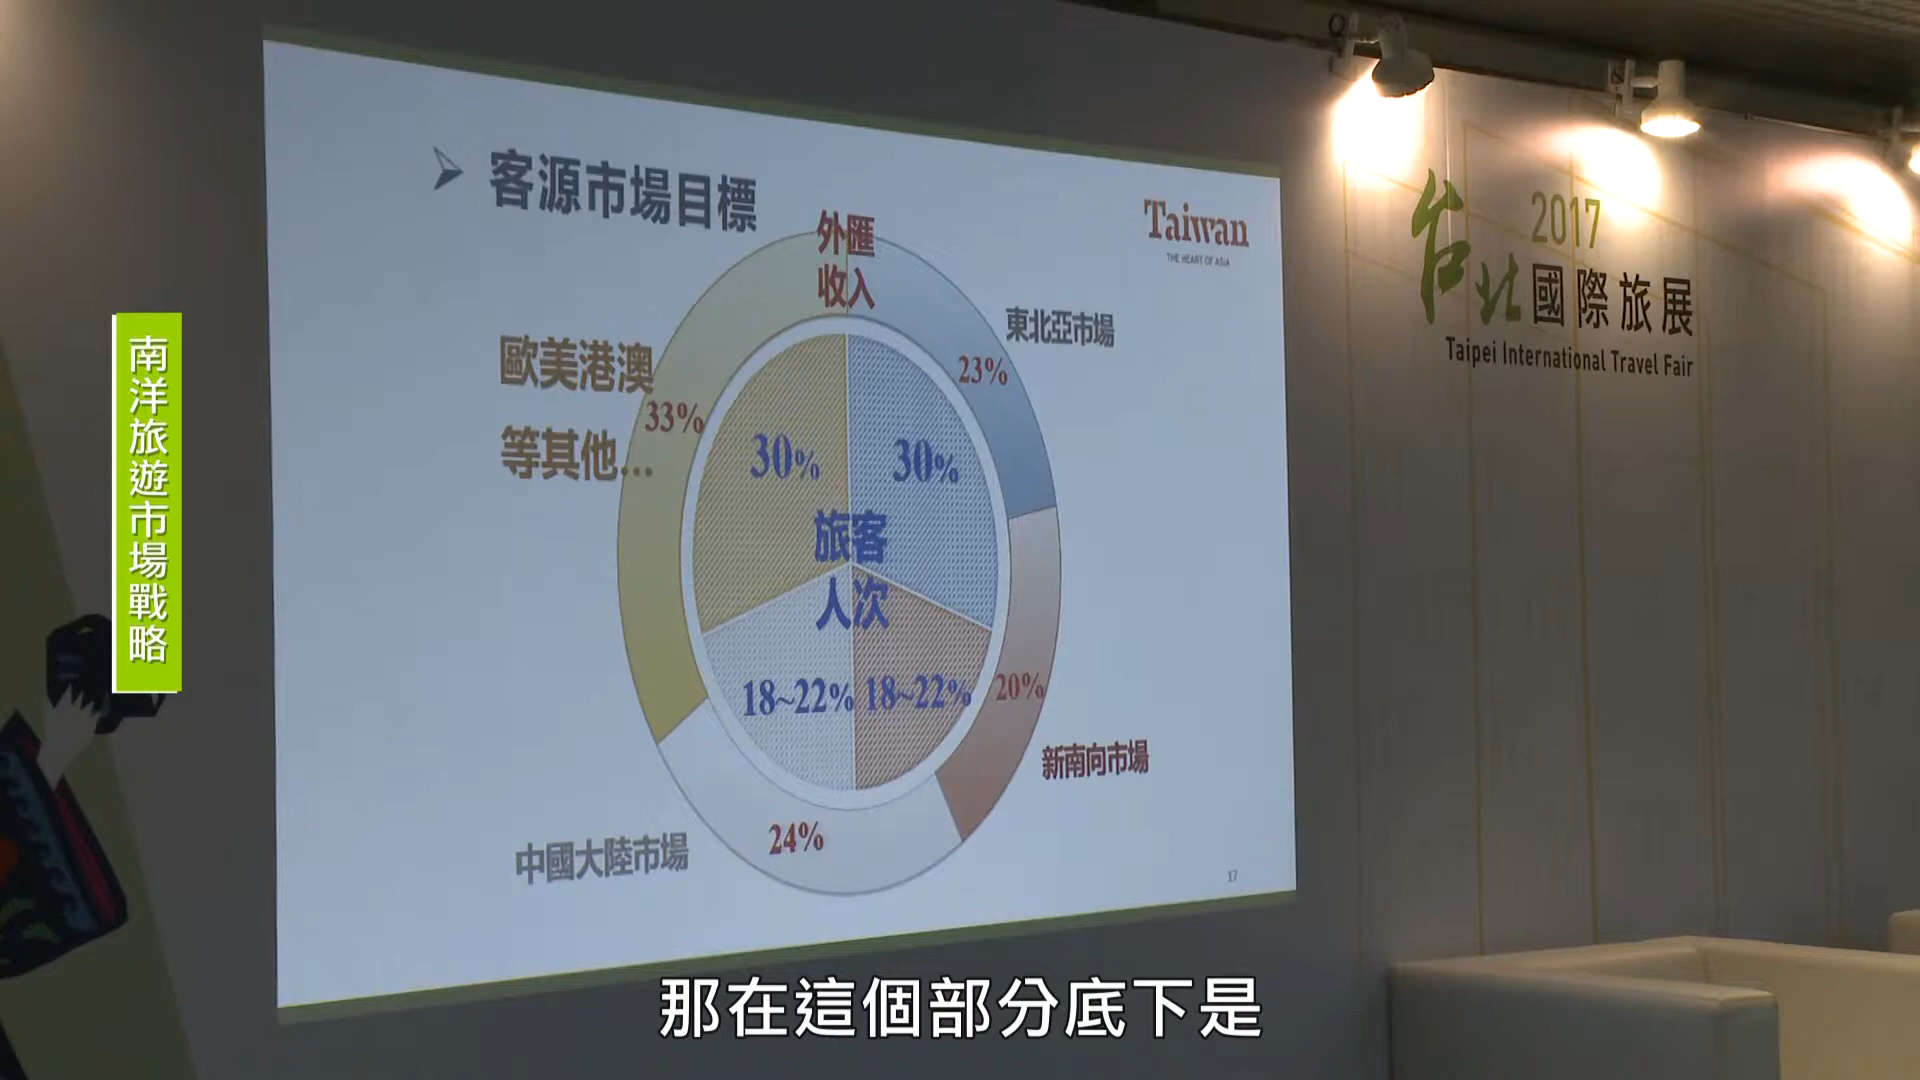 南洋旅遊市場戰略
客源市場目標
Taiwan
THE HEART OF ASIA
外匯
收入
東北亞市場
23%
歐美港澳
等其他...
33%
30%
30%
旅客
人次
18~22%
18~22%
20%
新南向市場
中國大陸市場
24%
17
2017
台北國際旅展
Taipei International Travel Fair
那在這個部分底下是